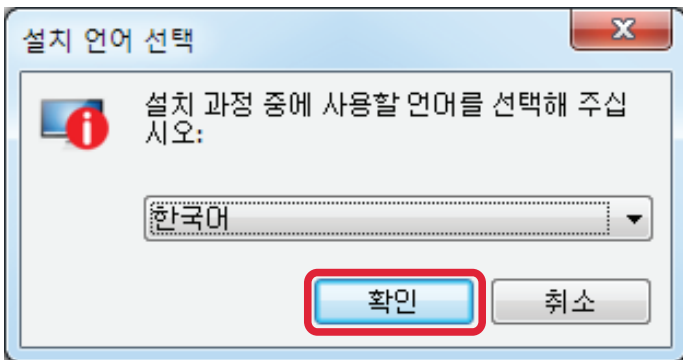 설치 언어 선택
설치 과정 중에 사용할 언어를 선택해 주십
시오:
한국어
확인
취소